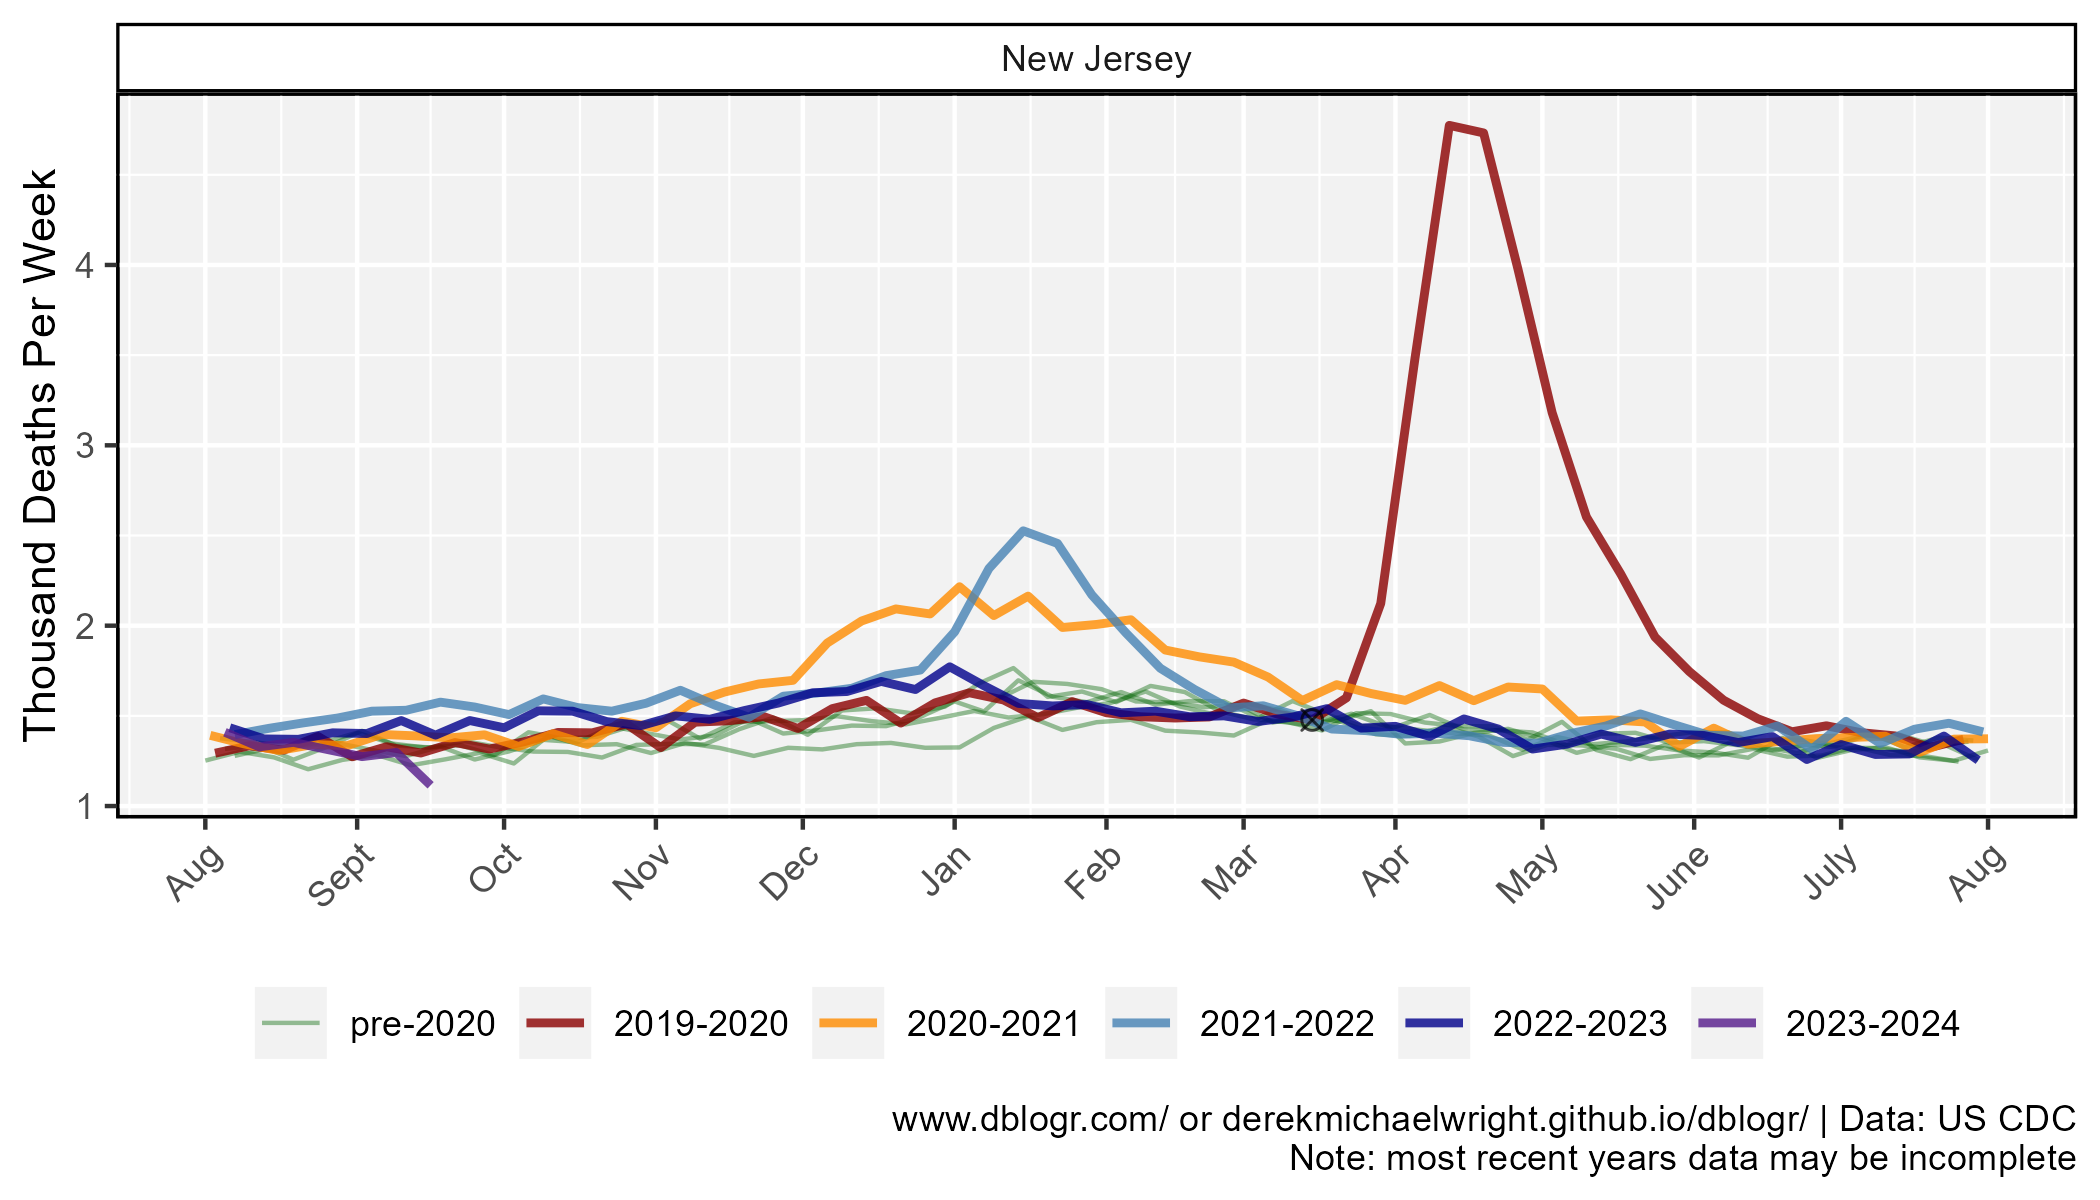 New Jersey
Thousand Deaths Per Week
4
3
2
1
Aug
Sept
Oct
Nov
Dec
Jan
Feb
Mar
Apr
May
June
July
Aug
pre-2020
2019-2020
2020-2021
2021-2022
2022-2023
2023-2024
www.dblogr.com/ or derekmichaelwright.github.io/dblogr/ | Data: US CDC
Note: most recent years data may be incomplete